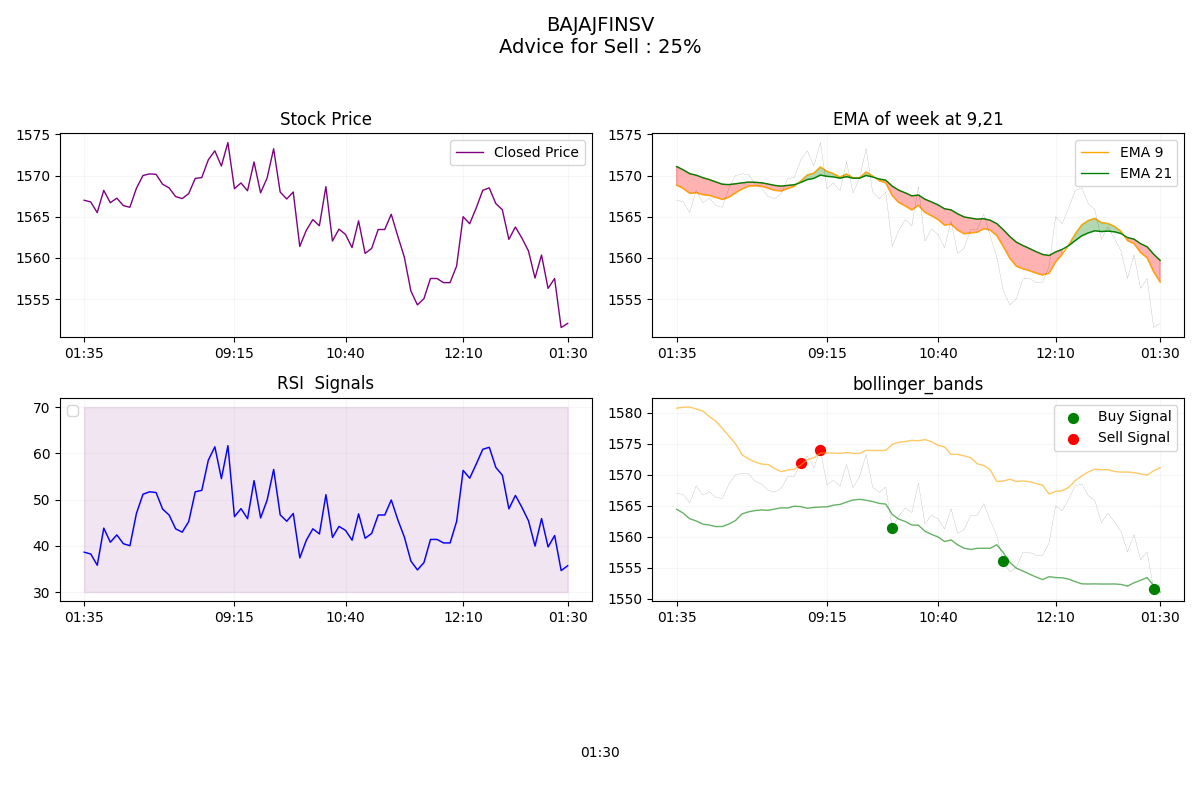 BAJAJFINSV
Advice for Sell : 25%
Stock Price
1575
1570
1565
1560
1555
Closed Price
01:35 09:15 10:40 12:10 01:30
EMA of week at 9,21
1575
1570
1565
1560
1555
EMA 9
EMA 21
01:35 09:15 10:40 12:10 01:30
RSI  Signals
70
60
50
40
30
01:35 09:15 10:40 12:10 01:30
bollinger_bands
1580
1575
1570
1565
1560
1555
1550
Buy Signal
Sell Signal
01:35 09:15 10:40 12:10 01:30
01:30